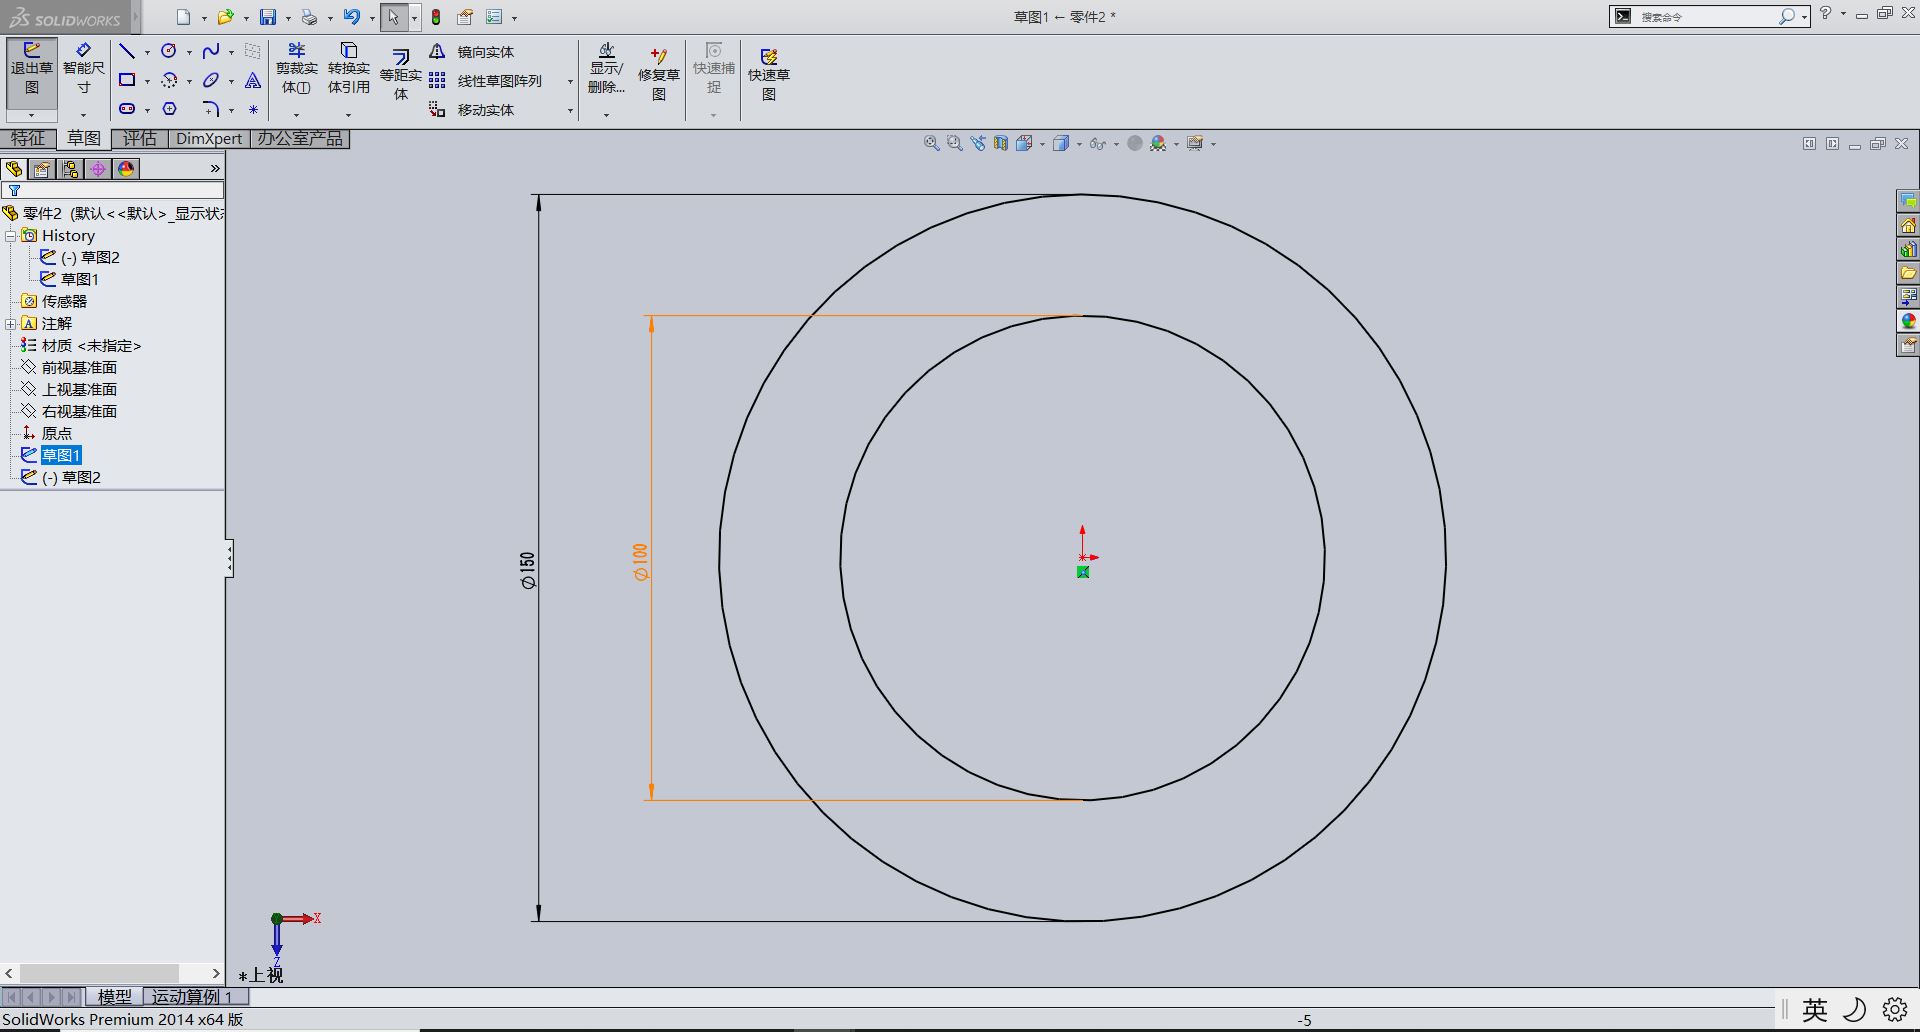 SOLIDWORKS
草图1 ← 零件2 *
搜索命令
退出草图
智能尺寸
剪裁实体(T)
转换实体引用
等距实体
镜向实体
线性草图阵列
移动实体
显示/删除...
修复草图
快速捕捉
快速草图
特征 草图 评估 DimXpert 办公室产品
零件2 (默认<<默认>_显示状
History
(-) 草图2
草图1
传感器
注解
材质 <未指定>
前视基准面
上视基准面
右视基准面
原点
草图1
(-) 草图2
∅150
∅100
X
Z
*上视
模型 运动算例 1
SolidWorks Premium 2014 x64 版
-5
英